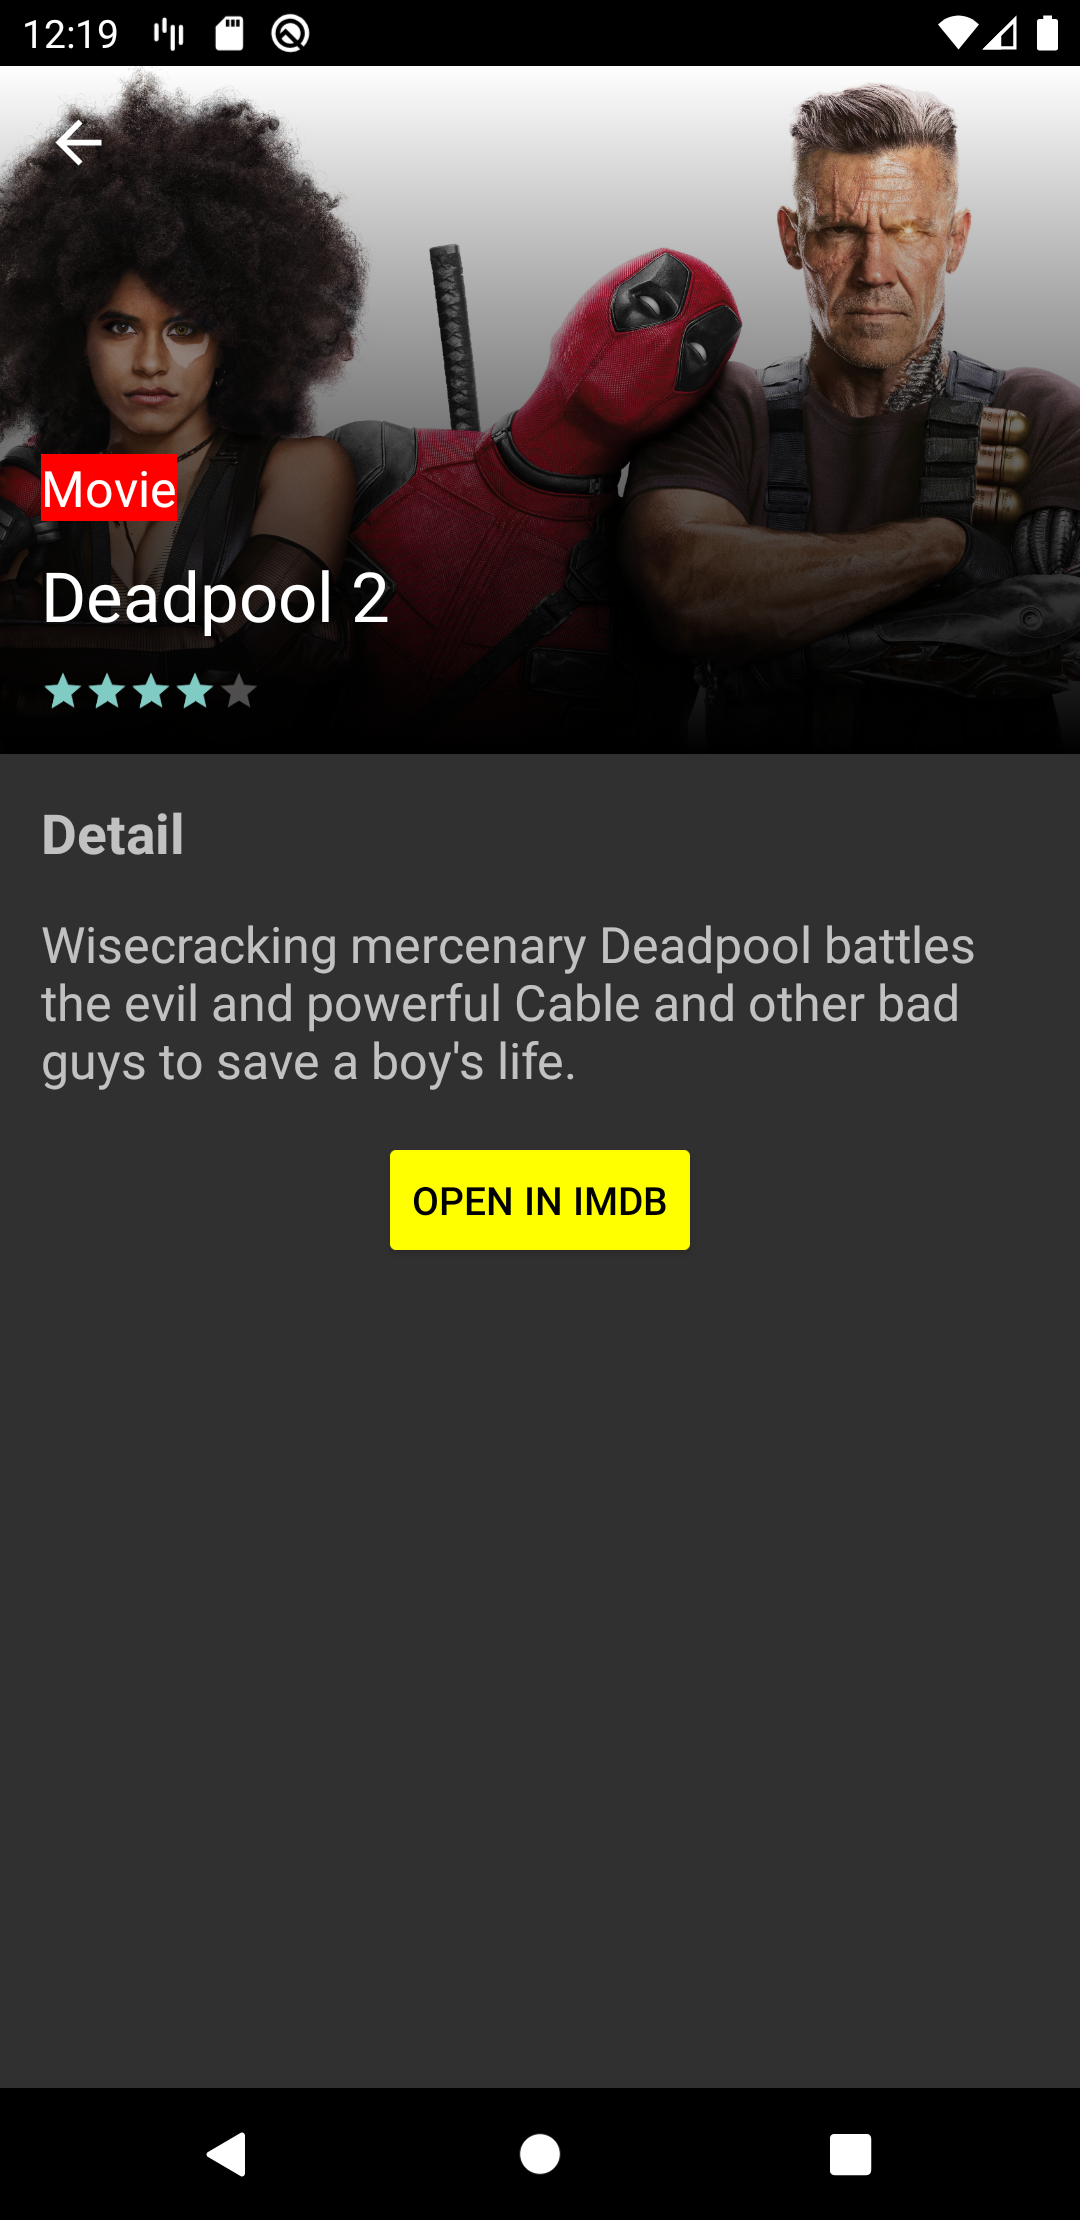 12:19
Movie
Deadpool 2
Detail
Wisecracking mercenary Deadpool battles
the evil and powerful Cable and other bad
guys to save a boy's life.
OPEN IN IMDB